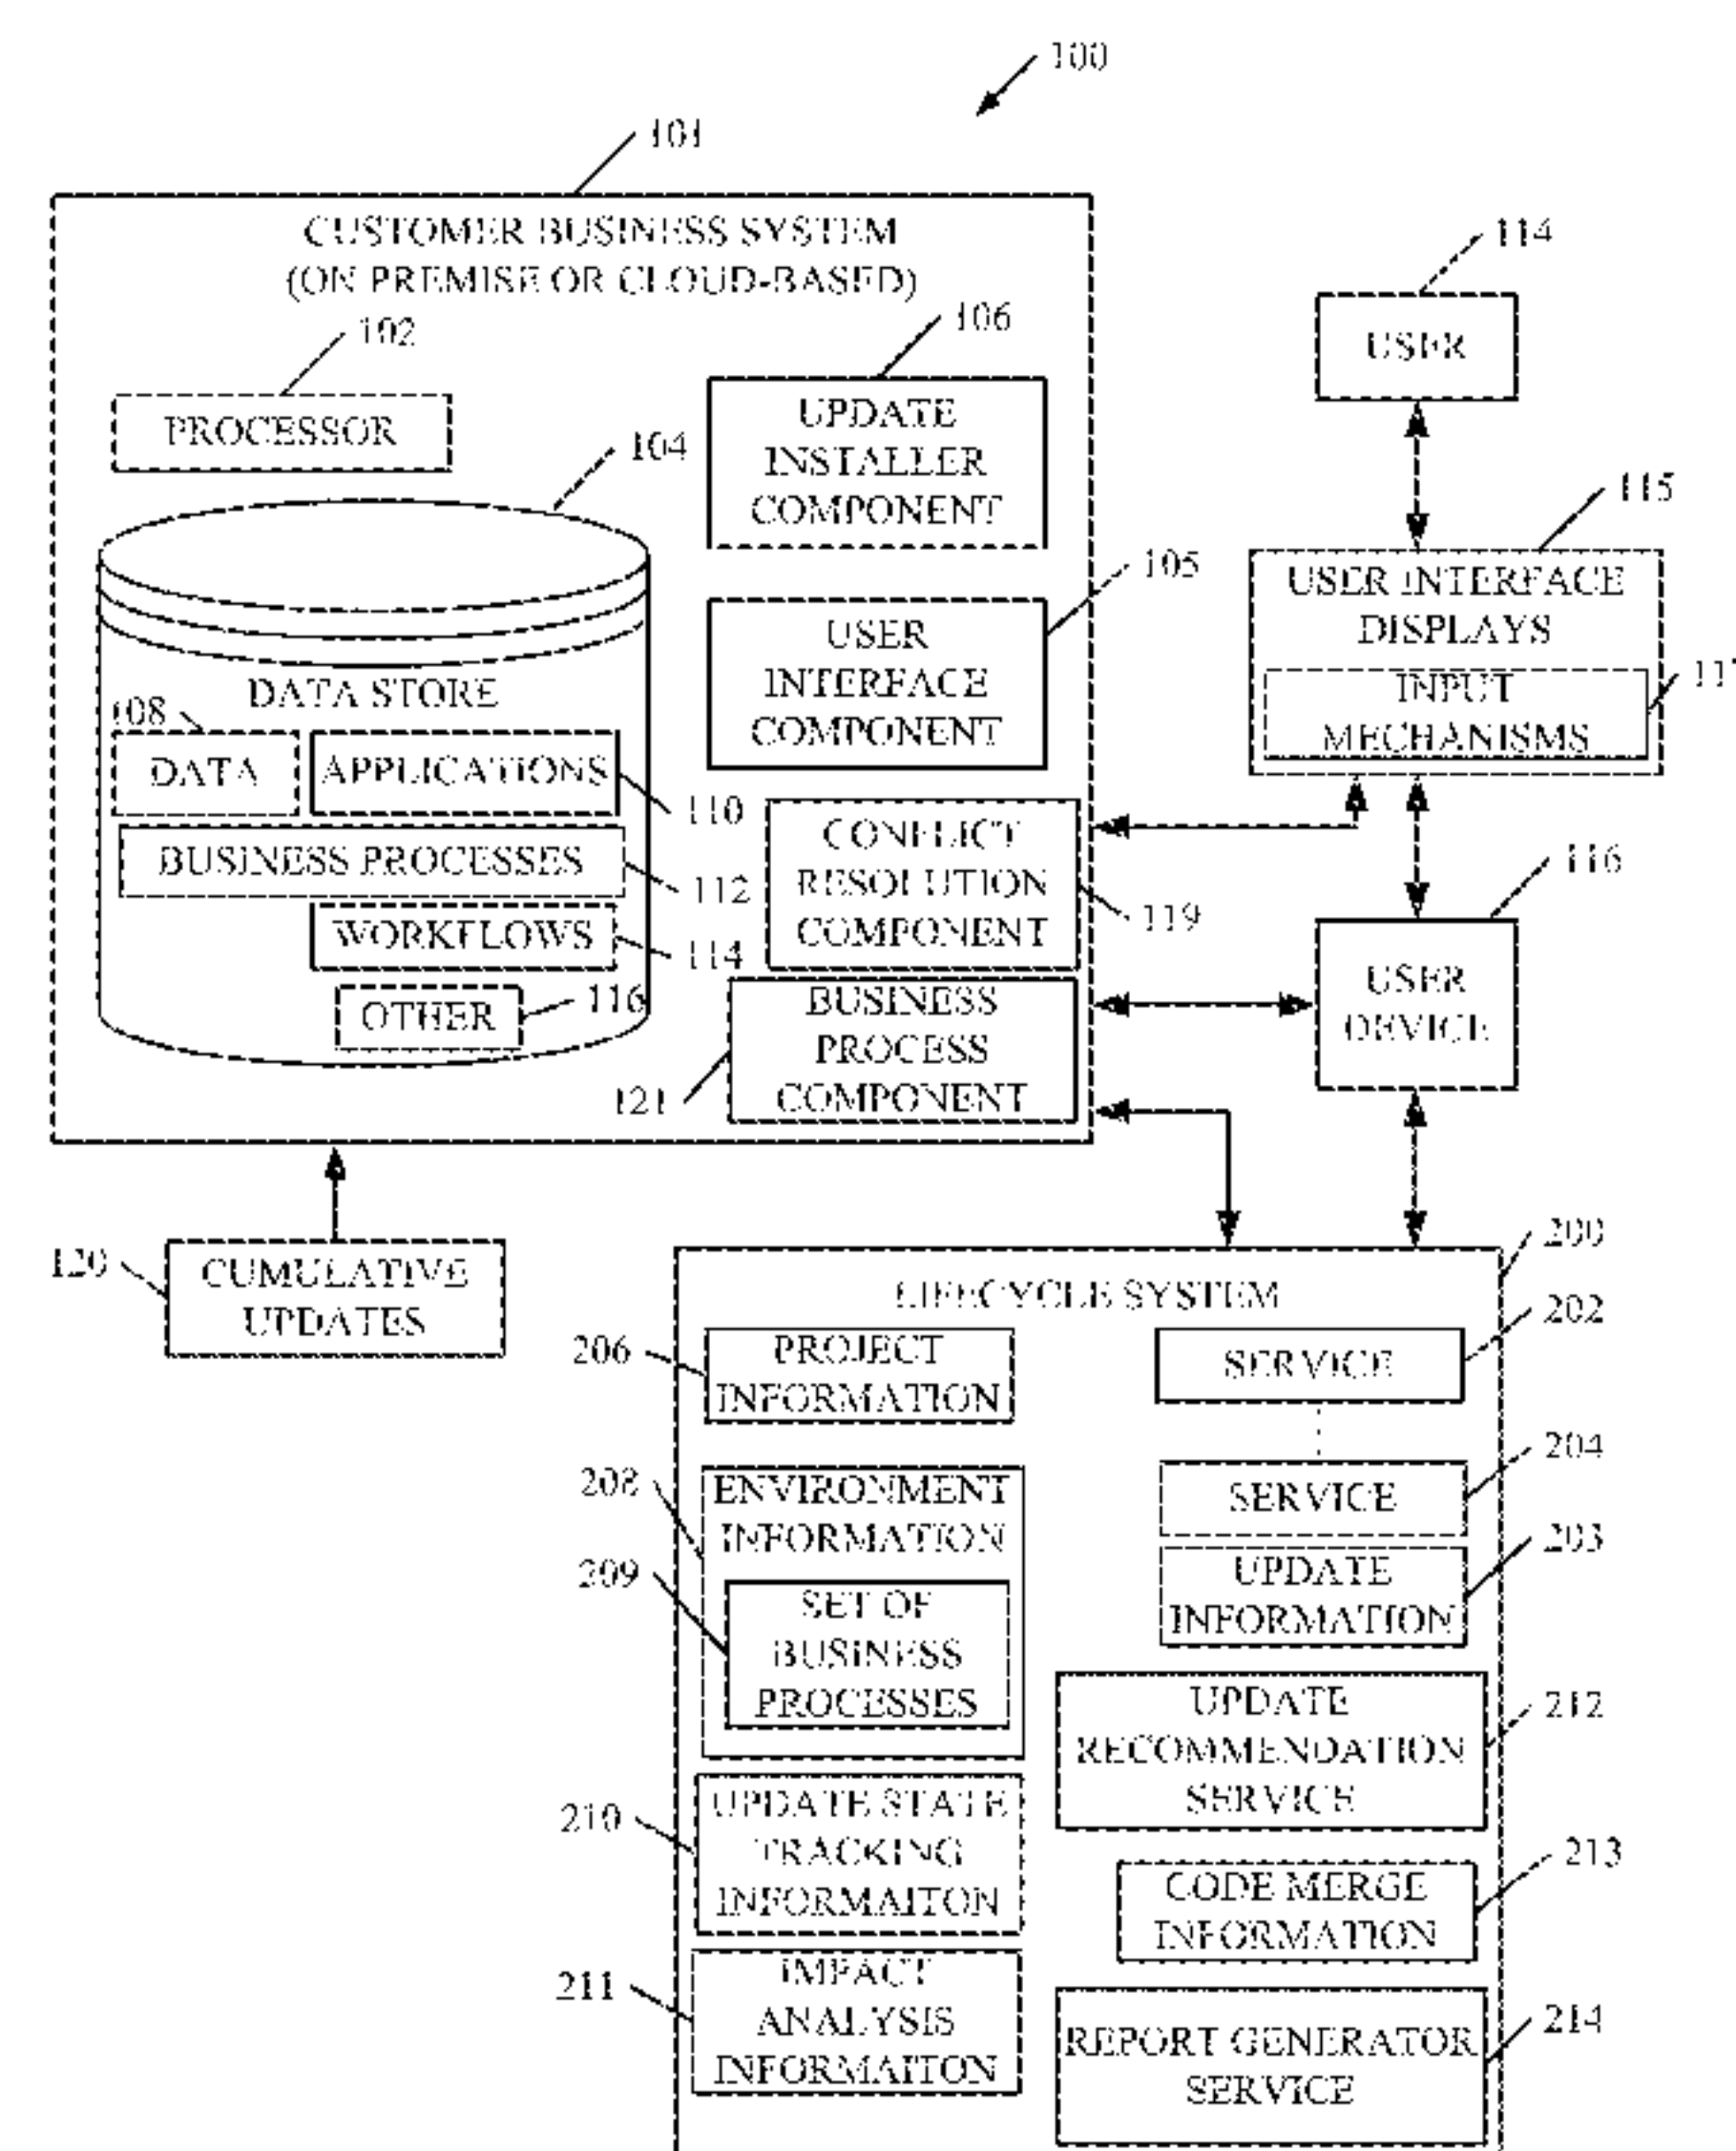 100
101
CUSTOMER BUSINESS SYSTEM
(ON PREMISE OR CLOUD-BASED)
102
PROCESSOR
104
DATA STORE
108
DATA
APPLICATIONS
110
BUSINESS PROCESSES
112
WORKFLOWS
114
OTHER
116
106
UPDATE
INSTALLER
COMPONENT
105
USER
INTERFACE
COMPONENT
CONFLICT
RESOLUTION
COMPONENT
119
BUSINESS
PROCESS
COMPONENT
121
114
USER
115
USER INTERFACE
DISPLAYS
INPUT
MECHANISMS
116
USER
DEVICE
120
CUMULATIVE
UPDATES
200
LIFECYCLE SYSTEM
206
PROJECT
INFORMATION
202
SERVICE
204
SERVICE
208
ENVIRONMENT
INFORMATION
209
SET OF
BUSINESS
PROCESSES
203
UPDATE
INFORMATION
212
UPDATE
RECOMMENDATION
SERVICE
210
UPDATE STATE
TRACKING
INFORMAITON
213
CODE MERGE
INFORMATION
211
IMPACT
ANALYSIS
INFORMAITON
214
REPORT GENERATOR
SERVICE